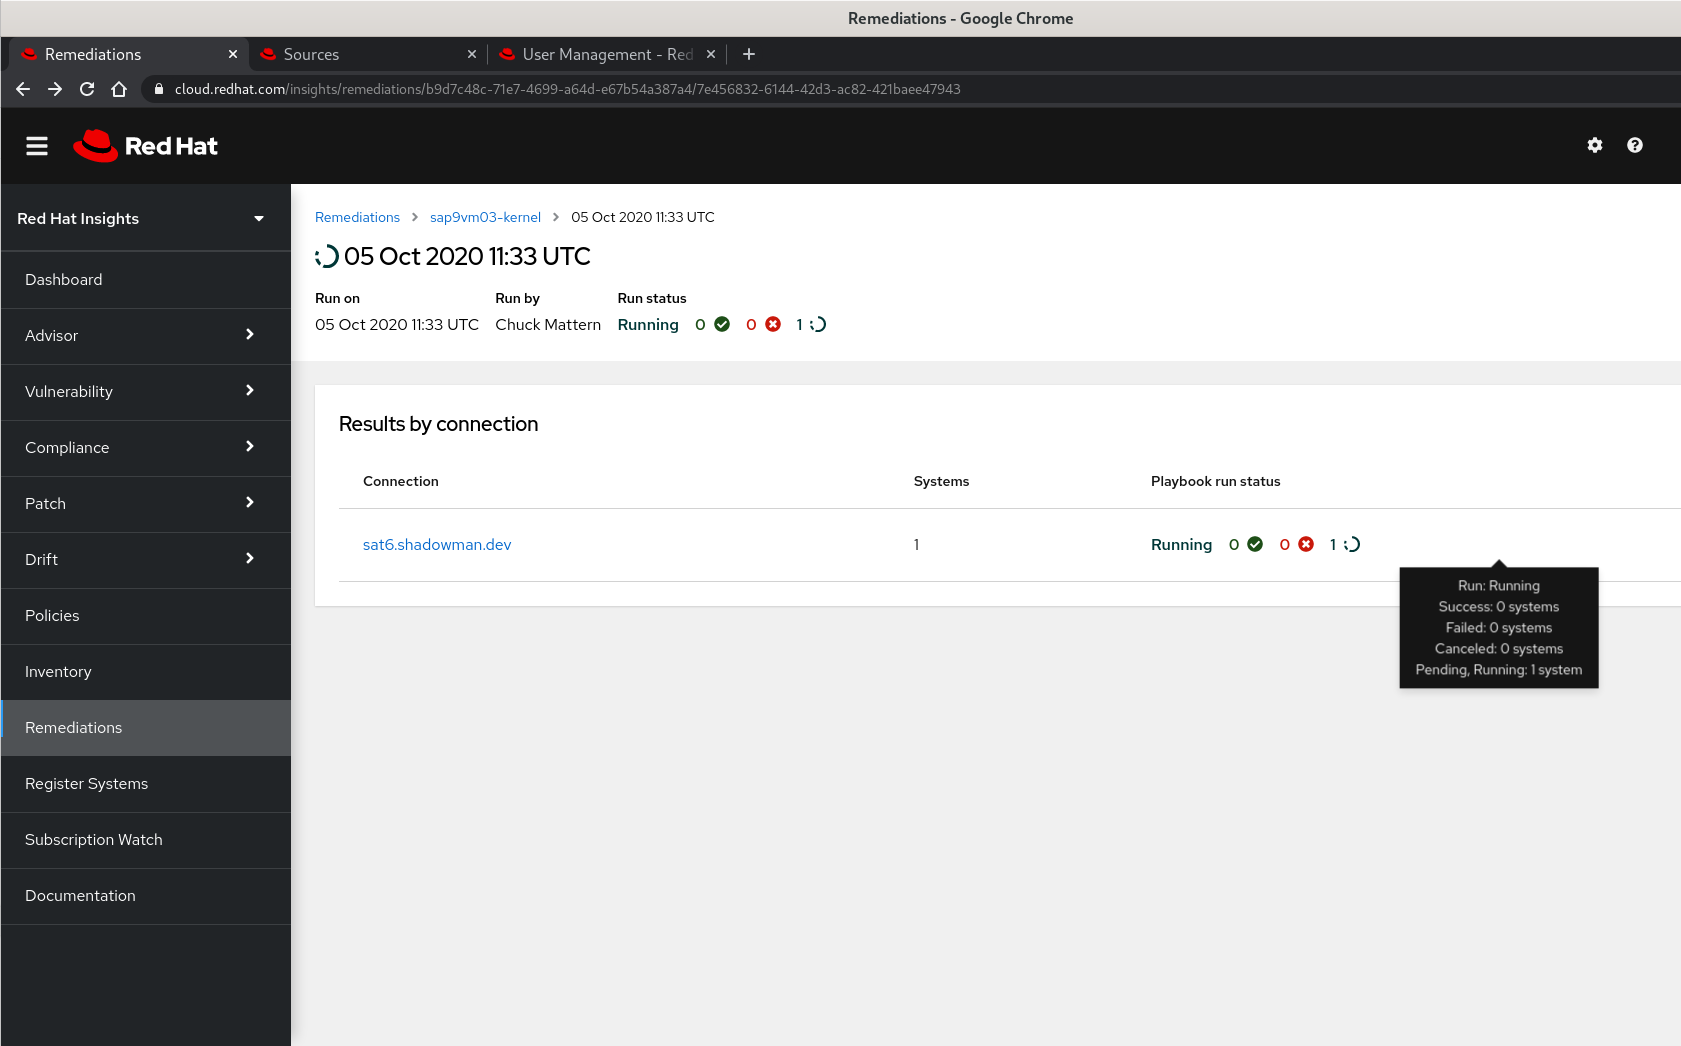 Remediations - Google Chrome
Remediations
Sources
User Management - Red
cloud.redhat.com/insights/remediations/b9d7c48c-71e7-4699-a64d-e67b54a387a4/7e456832-6144-42d3-ac82-421baee47943
Red Hat
Red Hat Insights
Dashboard
Advisor
Vulnerability
Compliance
Patch
Drift
Policies
Inventory
Remediations
Register Systems
Subscription Watch
Documentation
Remediations > sap9vm03-kernel > 05 Oct 2020 11:33 UTC
05 Oct 2020 11:33 UTC
Run on Run by Run status
05 Oct 2020 11:33 UTC Chuck Mattern Running 0 0 1
Results by connection
Connection Systems Playbook run status
sat6.shadowman.dev 1 Running 0 0 1
Run: Running
Success: 0 systems
Failed: 0 systems
Canceled: 0 systems
Pending, Running: 1 system